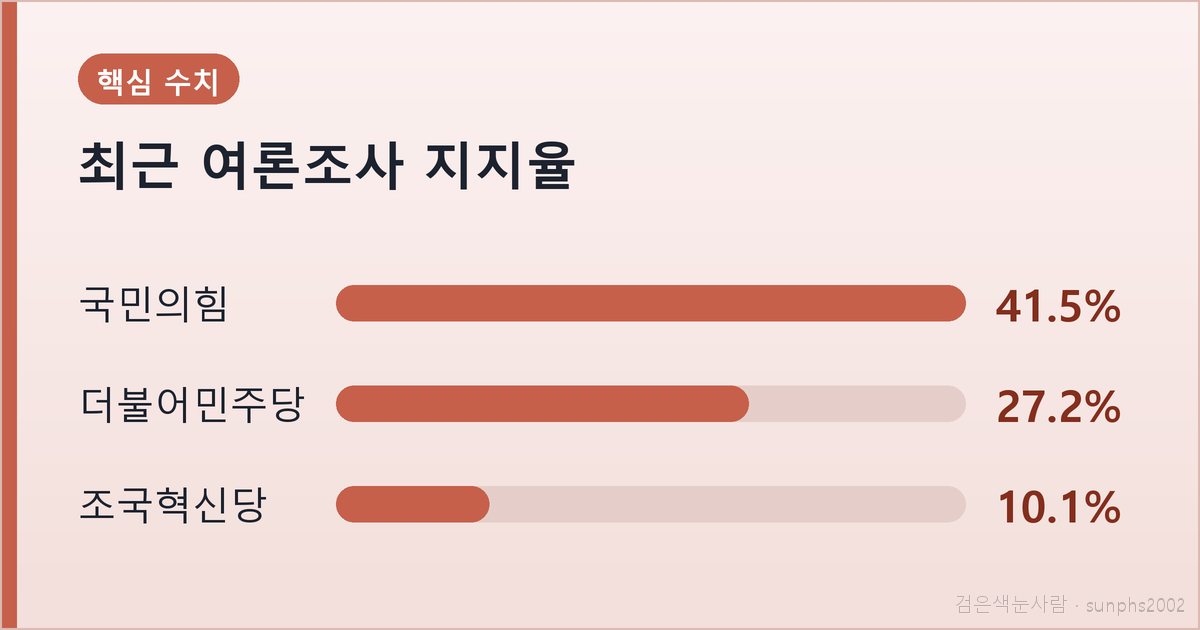 핵심 수치
최근 여론조사 지지율
국민의힘 41.5%
더불어민주당 27.2%
조국혁신당 10.1%
검은색눈사람 · sunphs2002